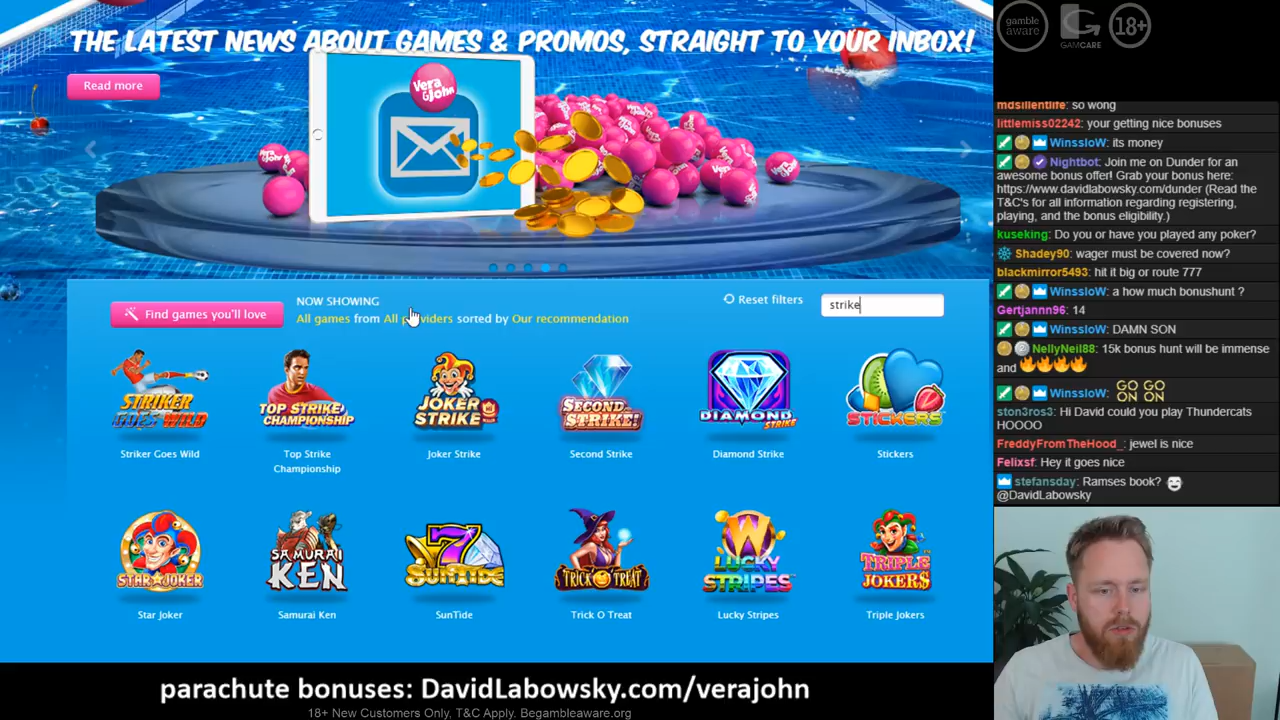 THE LATEST NEWS ABOUT GAMES & PROMOS, STRAIGHT TO YOUR INBOX!
Read more
Vera
&John
Vera
&John
NOW SHOWING
Find games you'll love
All games from All providers sorted by Our recommendation
Reset filters
strike
STRIKER
GOES WILD
TOP STRIKE
CHAMPIONSHIP
JOKER
STRIKE
SECOND
STRIKE!
DIAMOND
STRIKE
STICKERS
Striker Goes Wild
Top Strike
Championship
Joker Strike
Second Strike
Diamond Strike
Stickers
STAR JOKER
SAMURAI
KEN
7
SUNTIDE
TRICK O TREAT
W
LUCKY
STRIPES
TRIPLE
JOKERS
Star Joker
Samurai Ken
SunTide
Trick O Treat
Lucky Stripes
Triple Jokers
parachute bonuses: DavidLabowsky.com/verajohn
18+ New Customers Only, T&C Apply. Begambleaware.org
gamble
aware
GAMCARE
18+
mdsillentlife: so wong
littlemiss02242: your getting nice bonuses
WinssloW: its money
Nightbot: Join me on Dunder for an
awesome bonus offer! Grab your bonus here:
https://www.davidlabowsky.com/dunder (Read the
T&C's for all information regarding registering,
playing, and the bonus eligibility.)
kuseking: Do you or have you played any poker?
Shadey90: wager must be covered now?
blackmirror5493: hit it big or route 777
WinssloW: a how much bonushunt ?
Gertjannn96: 14
WinssloW: DAMN SON
NellyNeil88: 15k bonus hunt will be immense
and
WinssloW: GO ON GO ON
ston3ros3: Hi David could you play Thundercats
HOOOO
FreddyFromTheHood_: jewel is nice
Felixsf: Hey it goes nice
stefansday: Ramses book?
@DavidLabowsky